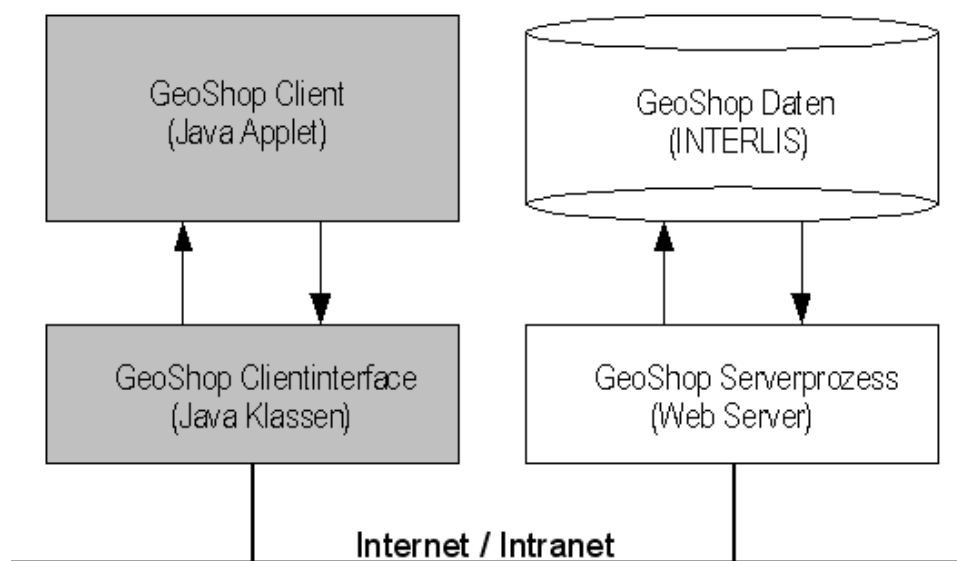 GeoShop Client
(Java Applet)
GeoShop Daten
(INTERLIS)
GeoShop Clientinterface
(Java Klassen)
GeoShop Serverprozess
(Web Server)
Internet / Intranet